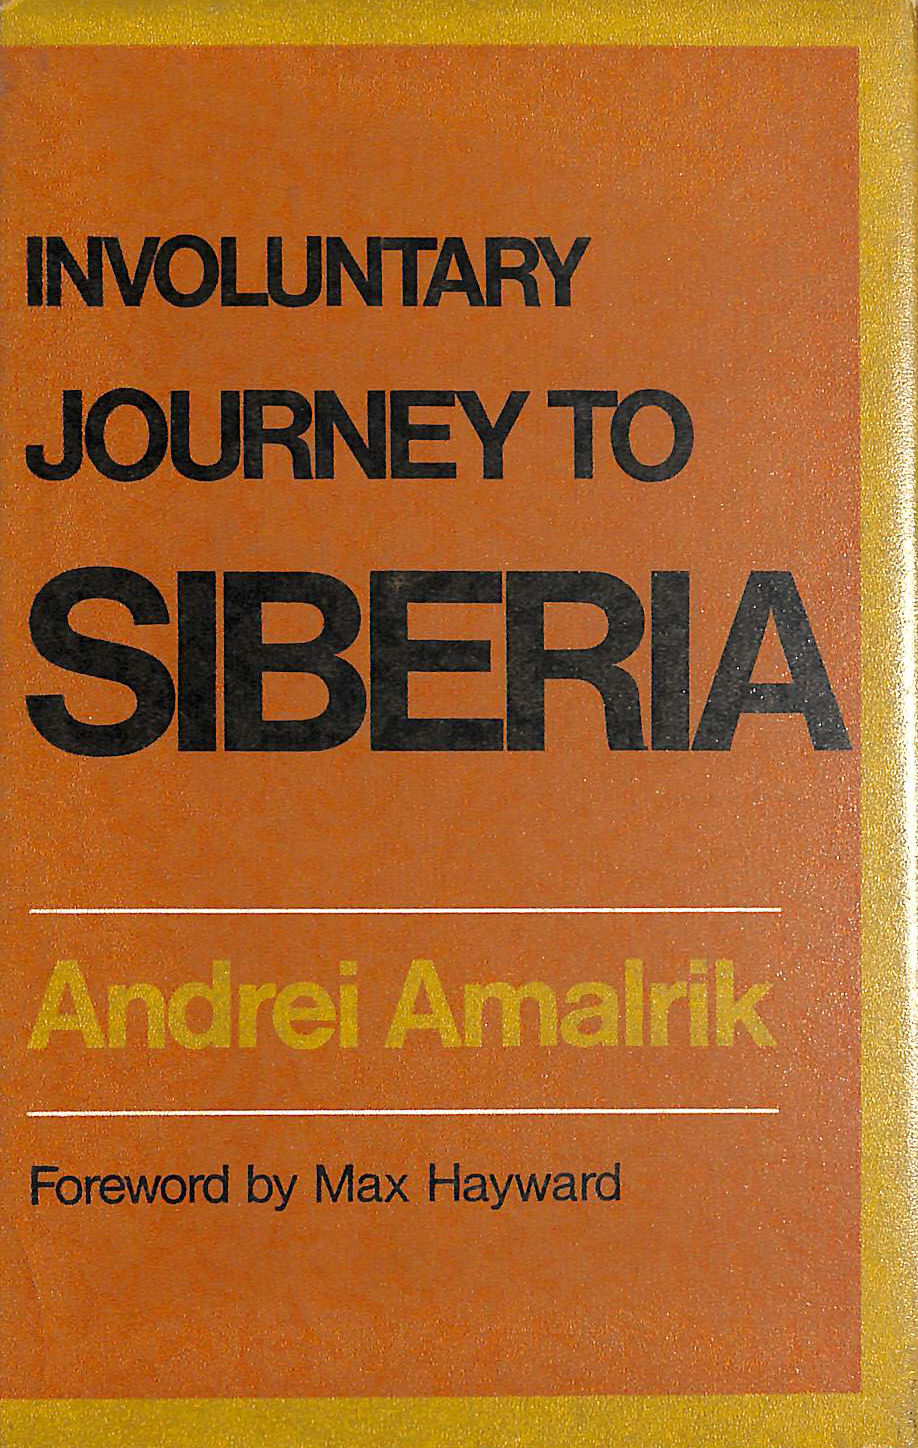 INVOLUNTARY
JOURNEY TO
SIBERIA
Andrei Amalrik
Foreword by Max Hayward